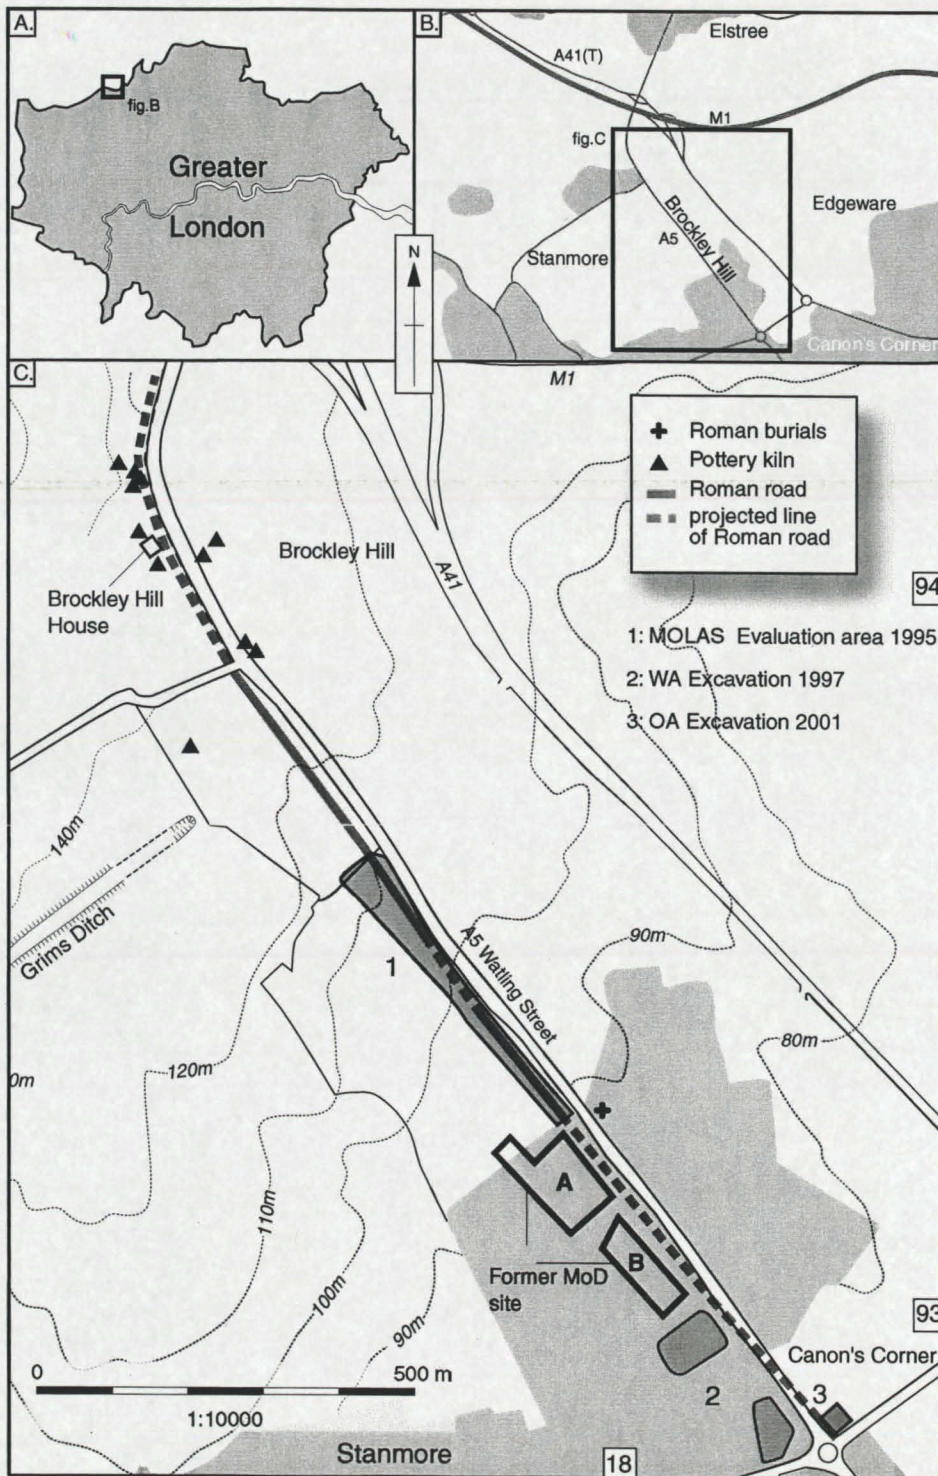 A.
fig.B
Greater
London
B.
Elstree
A41(T)
M1
fig.C
Edgeware
Brockley Hill
A5
Stanmore
Canon's Corner
N
C.
M1
Roman burials
Pottery kiln
Roman road
projected line
of Roman road
Brockley Hill
A41
Brockley Hill
House
94
1: MOLAS Evaluation area 1995
2: WA Excavation 1997
3: OA Excavation 2001
140m
Grims Ditch
1
A5 Watling Street
90m
80m
120m
0m
A
110m
B
Former MoD
site
100m
90m
93
Canon's Corner
2
3
0
500 m
1:10000
Stanmore
18